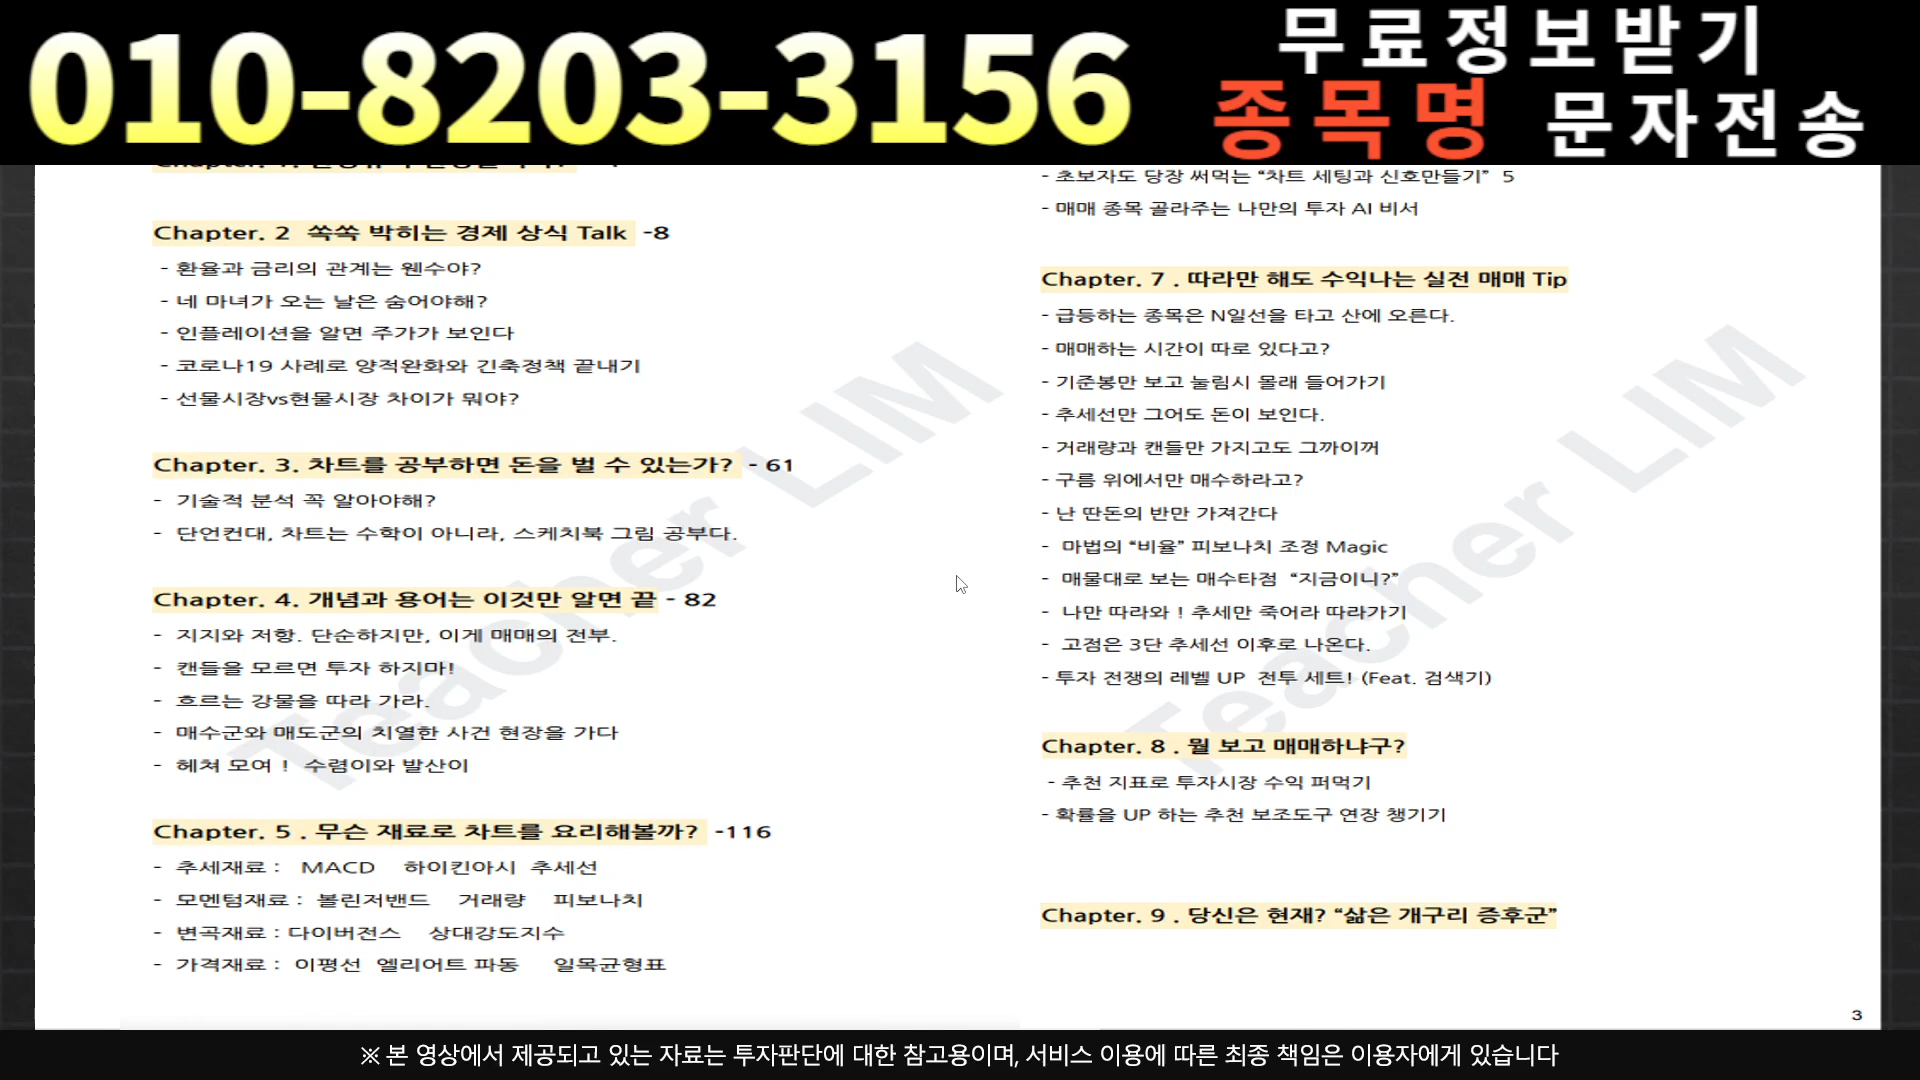 010-8203-3156
무료정보받기
종목명 문자전송
Chapter. 2 쏙쏙 박히는 경제 상식 Talk -8
- 환율과 금리의 관계는 웬수야?
- 네 마녀가 오는 날은 숨어야해?
- 인플레이션을 알면 주가가 보인다
- 코로나19 사례로 양적완화와 긴축정책 끝내기
- 선물시장vs현물시장 차이가 뭐야?
Chapter. 3. 차트를 공부하면 돈을 벌 수 있는가? - 61
- 기술적 분석 꼭 알아야해?
- 단언컨대, 차트는 수학이 아니라, 스케치북 그림 공부다.
Chapter. 4. 개념과 용어는 이것만 알면 끝 - 82
- 지지와 저항. 단순하지만, 이게 매매의 전부.
- 캔들을 모르면 투자 하지마!
- 흐르는 강물을 따라 가라.
- 매수군와 매도군의 치열한 사건 현장을 가다
- 헤쳐 모여 ! 수렴이와 발산이
Chapter. 5 . 무슨 재료로 차트를 요리해볼까? -116
- 추세재료 : MACD 하이킨아시 추세선
- 모멘텀재료 : 볼린저밴드 거래량 피보나치
- 변곡재료 : 다이버전스 상대강도지수
- 가격재료 : 이평선 엘리어트 파동 일목균형표
- 초보자도 당장 써먹는 “차트 세팅과 신호만들기” 5
- 매매 종목 골라주는 나만의 투자 AI 비서
Chapter. 7 . 따라만 해도 수익나는 실전 매매 Tip
- 급등하는 종목은 N일선을 타고 산에 오른다.
- 매매하는 시간이 따로 있다고?
- 기준봉만 보고 눌림시 몰래 들어가기
- 추세선만 그어도 돈이 보인다.
- 거래량과 캔들만 가지고도 그까이꺼
- 구름 위에서만 매수하라고?
- 난 딴돈의 반만 가져간다
- 마법의 “비율” 피보나치 조정 Magic
- 매물대로 보는 매수타점 “지금이니?”
- 나만 따라와 ! 추세만 죽어라 따라가기
- 고점은 3단 추세선 이후로 나온다.
- 투자 전쟁의 레벨 UP 전투 세트! (Feat. 검색기)
Chapter. 8 . 뭘 보고 매매하냐구?
- 추천 지표로 투자시장 수익 퍼먹기
- 확률을 UP 하는 추천 보조도구 연장 챙기기
Chapter. 9 . 당신은 현재? “삶은 개구리 증후군”
Teacher LIM
Teacher LIM
3
※ 본 영상에서 제공되고 있는 자료는 투자판단에 대한 참고용이며, 서비스 이용에 따른 최종 책임은 이용자에게 있습니다